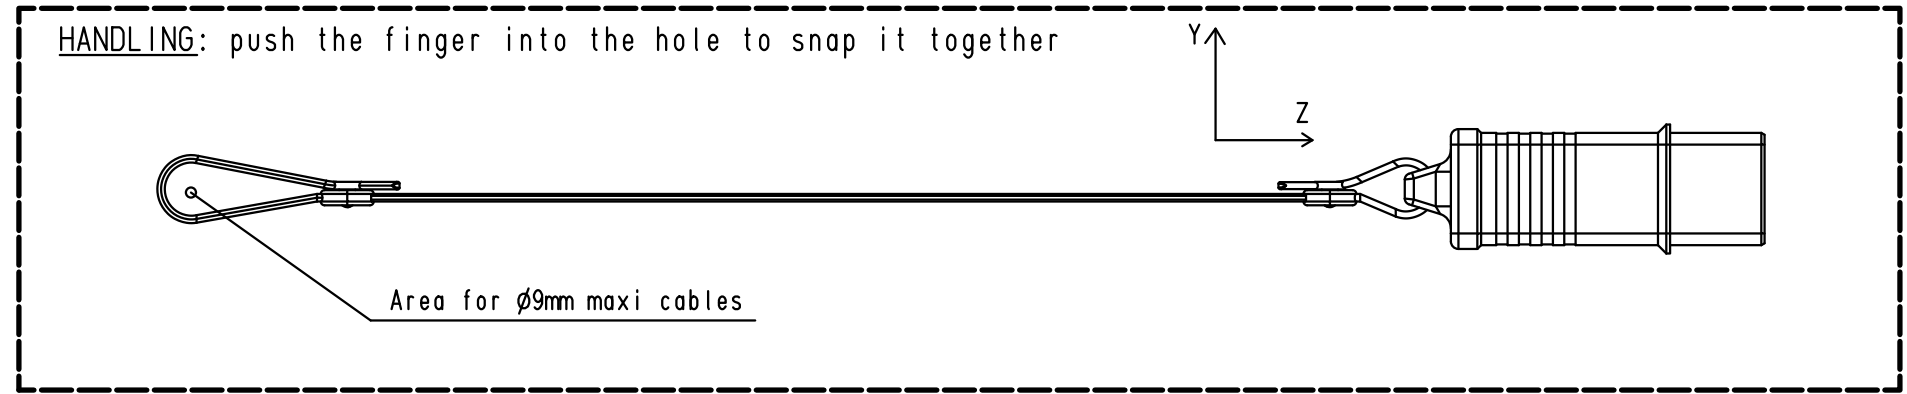 HANDLING: push the finger into the hole to snap it together
Y
Z
Area for Ø9mm maxi cables